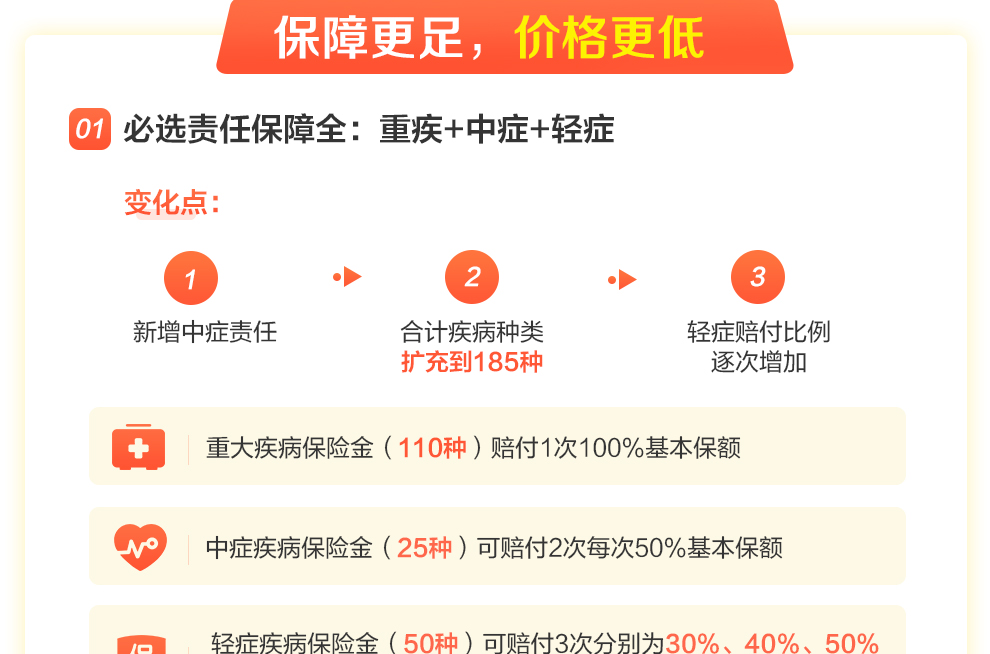 保障更足，价格更低
01 必选责任保障全：重疾+中症+轻症
变化点：
1
2
3
新增中症责任
合计疾病种类
扩充到185种
轻症赔付比例
逐次增加
重大疾病保险金（110种）赔付1次100%基本保额
中症疾病保险金（25种）可赔付2次每次50%基本保额
轻症疾病保险金（50种）可赔付3次分别为30%、40%、50%